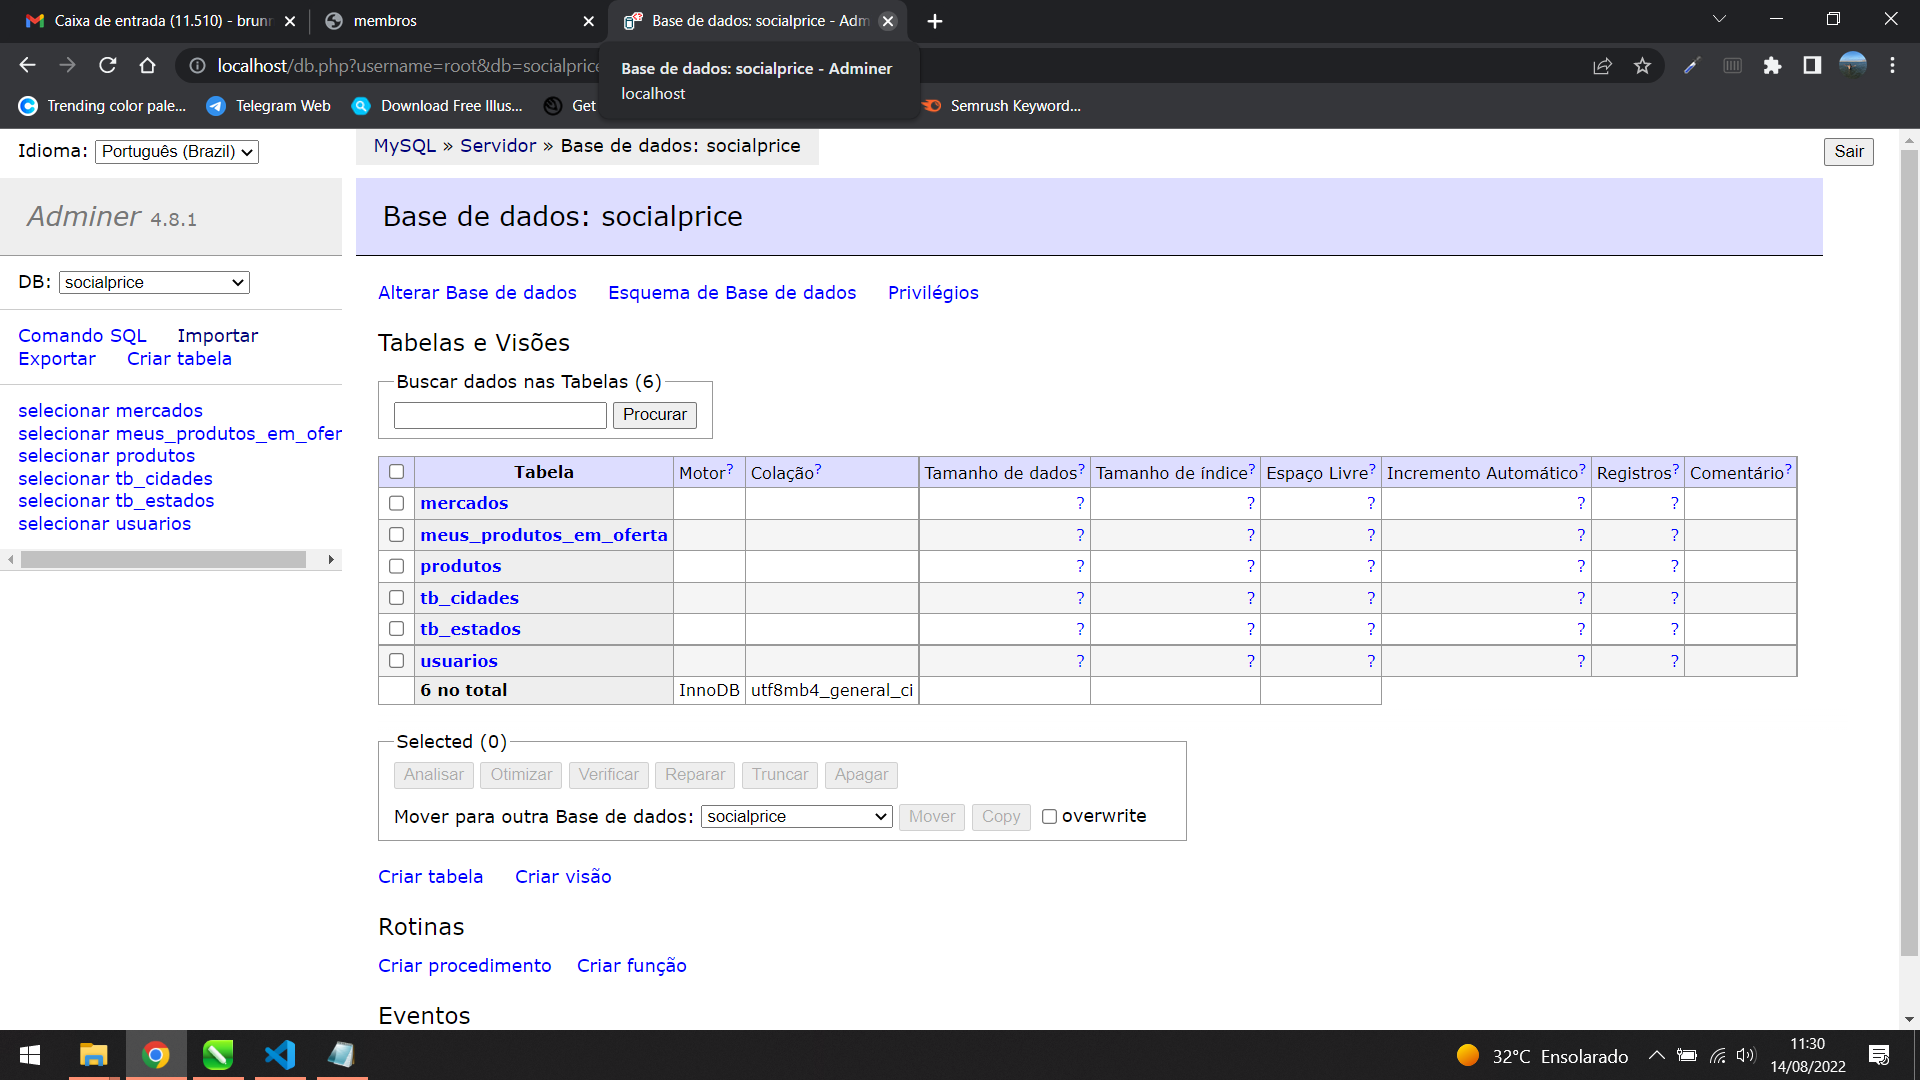 Caixa de entrada (11.510) - brun
membros
Base de dados: socialprice - Adm
localhost/db.php?username=root&db=socialprice
Base de dados: socialprice - Adminer
localhost
Trending color pale...
Telegram Web
Download Free Illus...
Get
Semrush Keyword...
Idioma: Português (Brazil)
MySQL » Servidor » Base de dados: socialprice
Sair
Adminer 4.8.1
Base de dados: socialprice
DB: socialprice
Alterar Base de dados Esquema de Base de dados Privilégios
Comando SQL Importar
Exportar Criar tabela
selecionar mercados
selecionar meus_produtos_em_ofer
selecionar produtos
selecionar tb_cidades
selecionar tb_estados
selecionar usuarios
Tabelas e Visões
Buscar dados nas Tabelas (6)
Procurar
Tabela Motor? Colação? Tamanho de dados? Tamanho de índice? Espaço Livre? Incremento Automático? Registros? Comentário?
mercados ? ? ? ? ?
meus_produtos_em_oferta ? ? ? ? ?
produtos ? ? ? ? ?
tb_cidades ? ? ? ? ?
tb_estados ? ? ? ? ?
usuarios ? ? ? ? ?
6 no total InnoDB utf8mb4_general_ci
Selected (0)
Analisar Otimizar Verificar Reparar Truncar Apagar
Mover para outra Base de dados: socialprice Mover Copy overwrite
Criar tabela Criar visão
Rotinas
Criar procedimento Criar função
Eventos
32°C Ensolarado
11:30
14/08/2022